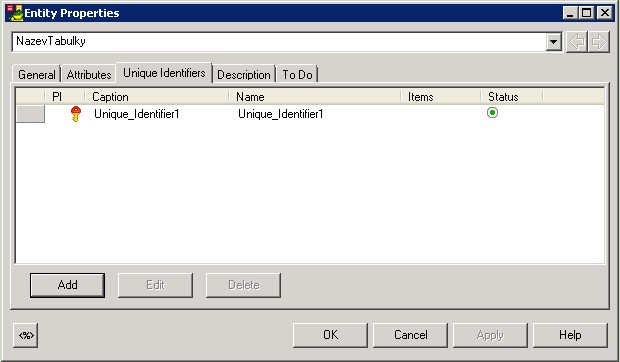 Entity Properties
NazevTabulky
General Attributes Unique Identifiers Description To Do
PI Caption Name Items Status
Unique_Identifier1 Unique_Identifier1
Add Edit Delete
<%> OK Cancel Apply Help